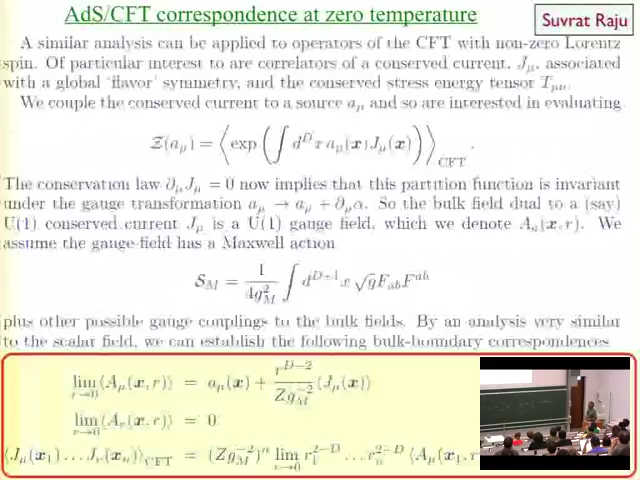 AdS/CFT correspondence at zero temperature
Suvrat Raju
A similar analysis can be applied to operators of the CFT with non-zero Lorentz
spin. Of particular interest to are correlators of a conserved current, J_μ, associated
with a global 'flavor' symmetry, and the conserved stress energy tensor T_μν.
We couple the conserved current to a source a_μ and so are interested in evaluating
Z(a_μ) = ⟨exp(∫ d^D x a_μ(x)J_μ(x))⟩_CFT.
The conservation law ∂_μJ_μ = 0 now implies that this partition function is invariant
under the gauge transformation a_μ → a_μ + ∂_μα. So the bulk field dual to a (say)
U(1) conserved current J_μ is a U(1) gauge field, which we denote A_a(x,r). We
assume the gauge field has a Maxwell action
S_M = 1/(4g_M^2) ∫ d^{D+1}x √g F_ab F^ab
plus other possible gauge couplings to the bulk fields. By an analysis very similar
to the scalar field, we can establish the following bulk-boundary correspondences
lim_{r→0} ⟨A_μ(x,r)⟩ = a_μ(x) + r^{D−2}/(Z g_M^{−2}) ⟨J_μ(x)⟩
lim_{r→0} ⟨A_r(x,r)⟩ = 0
⟨J_μ(x_1)…J_ν(x_n)⟩_CFT = (Zg_M^{−2})^n lim_{r→0} r_1^{2−D}…r_n^{2−D} ⟨A_μ(x_1,r